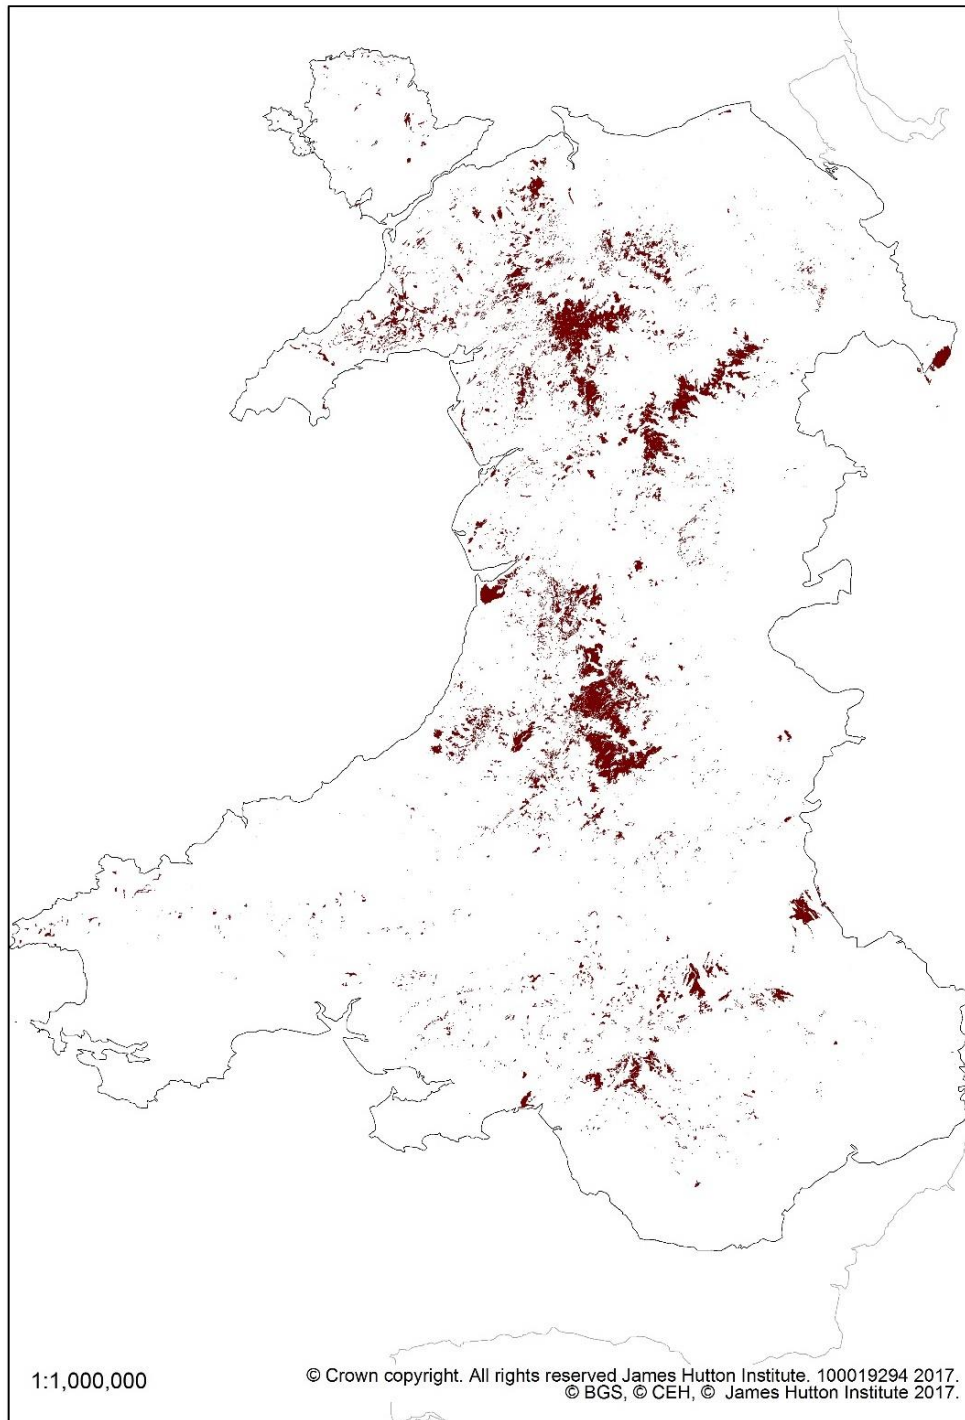 1:1,000,000
© Crown copyright. All rights reserved James Hutton Institute. 100019294 2017.
© BGS, © CEH, ©  James Hutton Institute 2017.